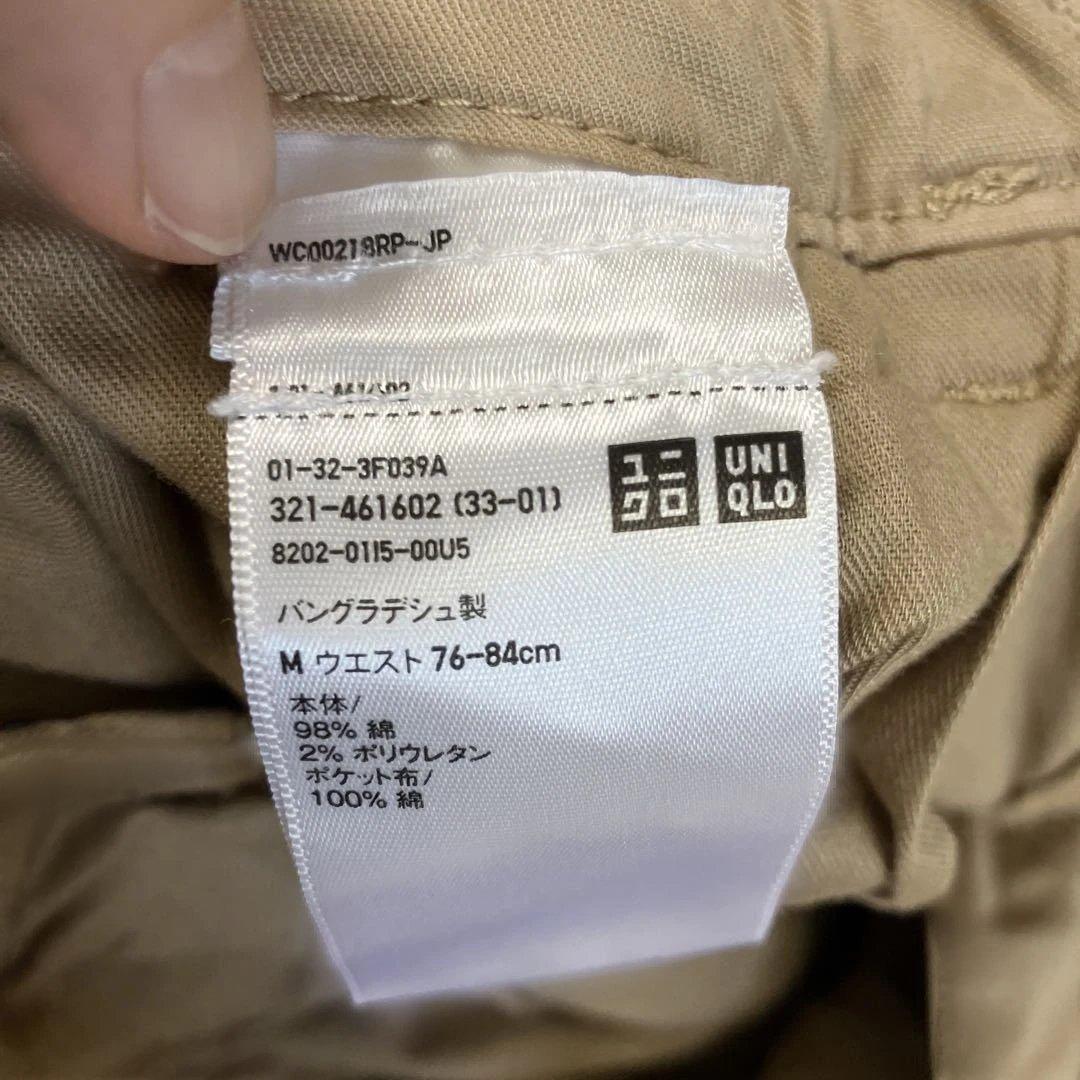 WC00218RP-JP
01-32-3F039A
321-461602 (33-01)
8202-01I5-00U5
ユニ
クロ
UNI
QLO
バングラデシュ製
M ウエスト 76-84cm
本体/
98% 綿
2% ポリウレタン
ポケット布/
100% 綿